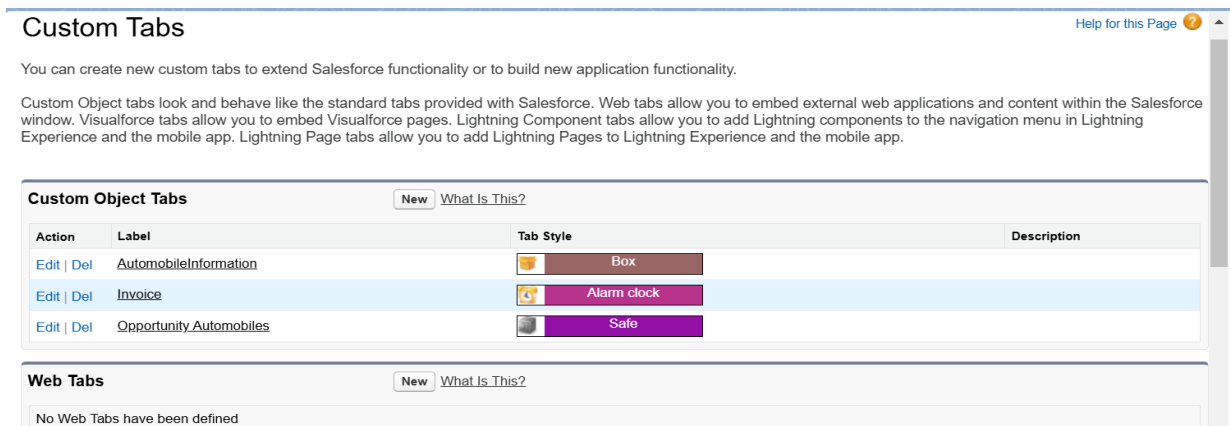 Custom Tabs
Help for this Page ?
You can create new custom tabs to extend Salesforce functionality or to build new application functionality.
Custom Object tabs look and behave like the standard tabs provided with Salesforce. Web tabs allow you to embed external web applications and content within the Salesforce
window. Visualforce tabs allow you to embed Visualforce pages. Lightning Component tabs allow you to add Lightning components to the navigation menu in Lightning
Experience and the mobile app. Lightning Page tabs allow you to add Lightning Pages to Lightning Experience and the mobile app.
Custom Object Tabs New What Is This?
Action Label Tab Style Description
Edit | Del AutomobileInformation Box
Edit | Del Invoice Alarm clock
Edit | Del Opportunity Automobiles Safe
Web Tabs New What Is This?
No Web Tabs have been defined